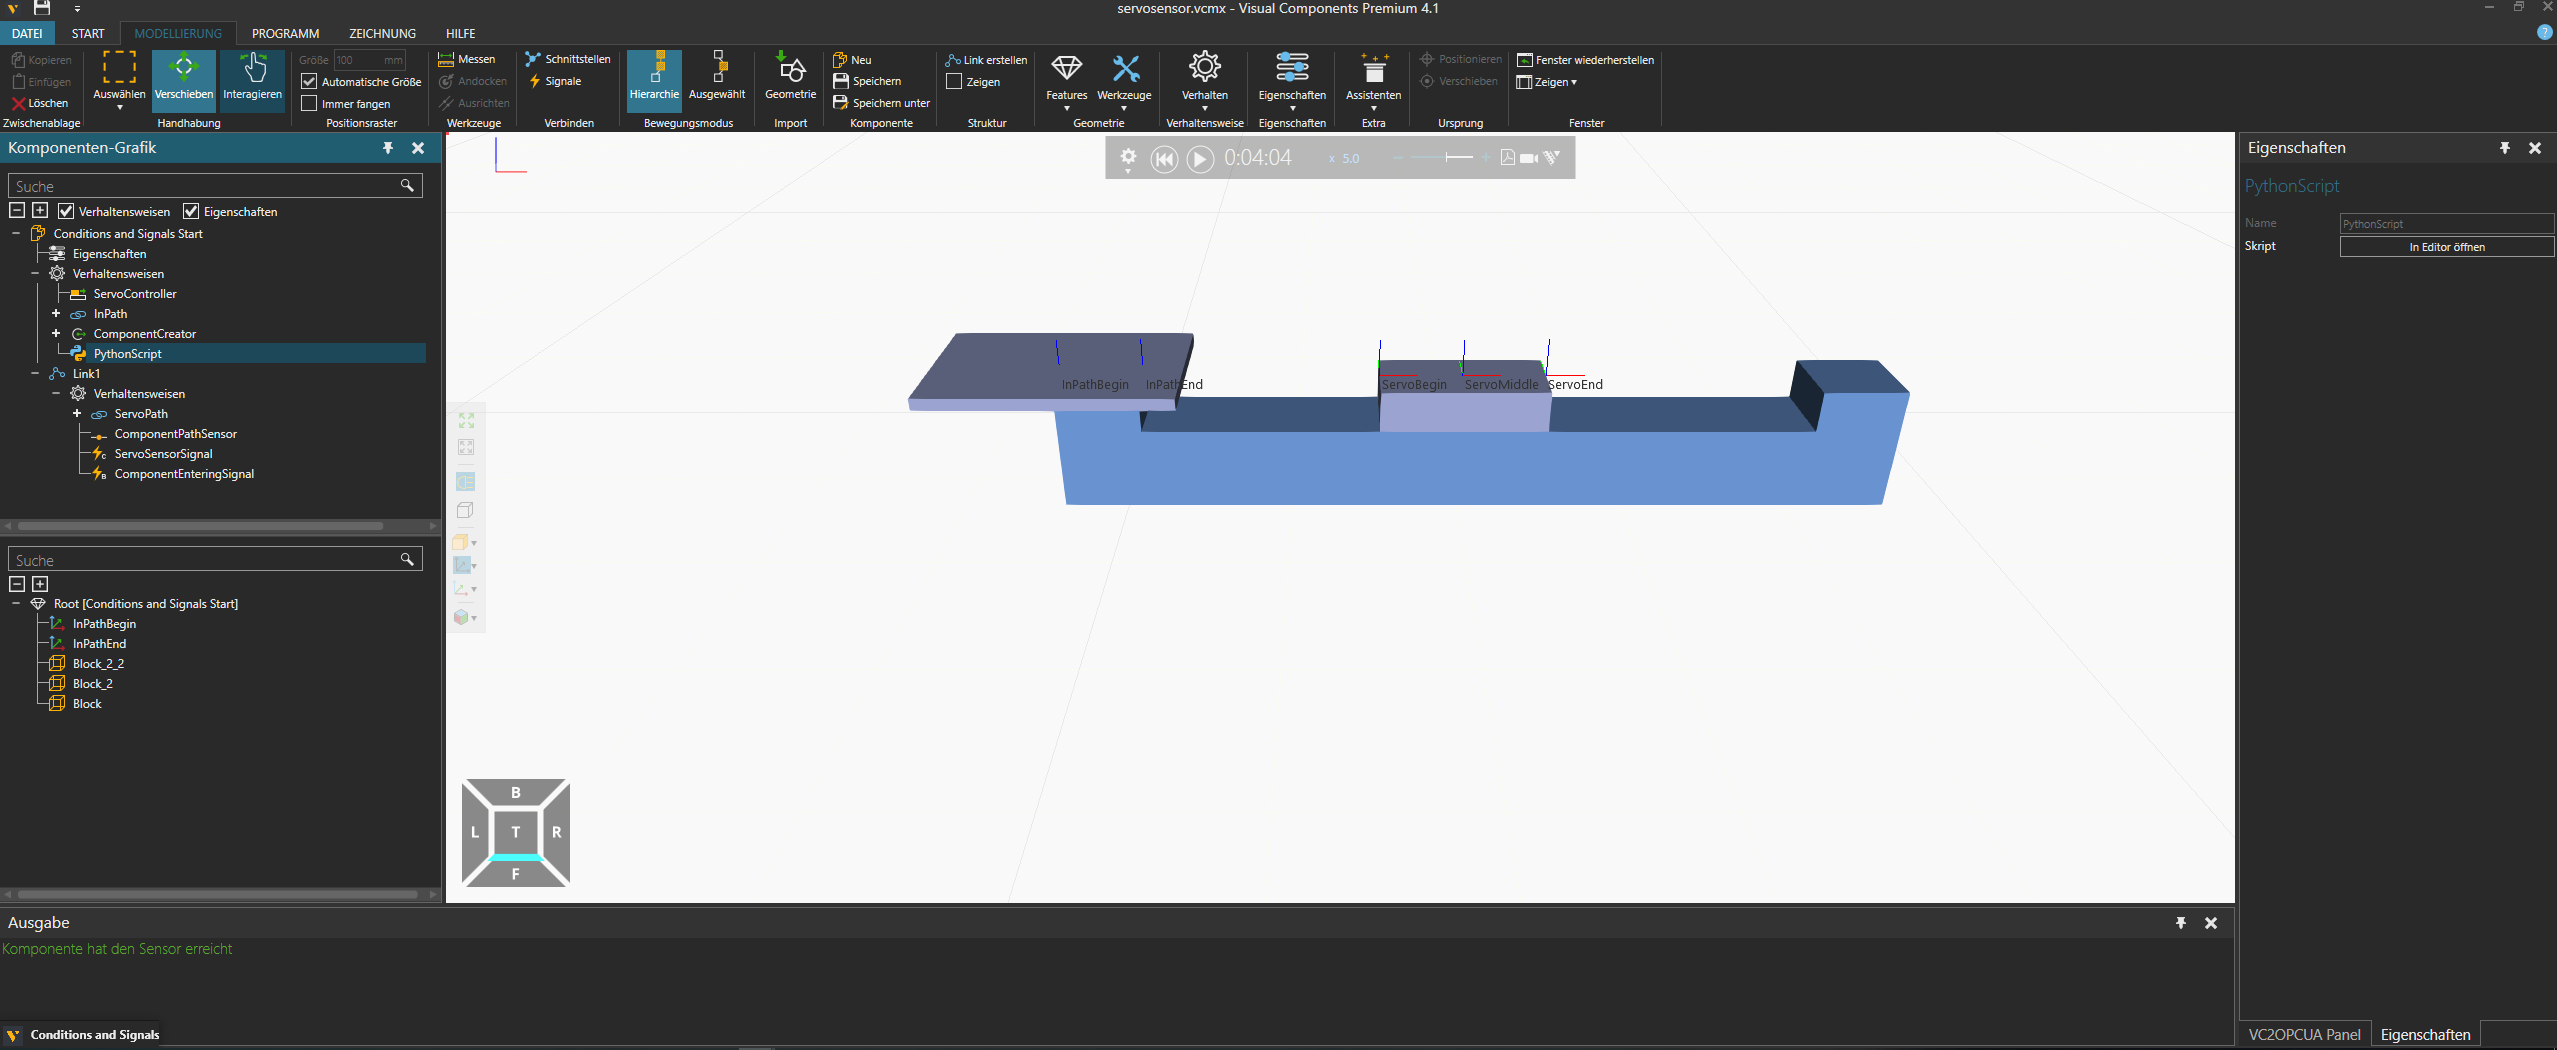 servosensor.vcmx - Visual Components Premium 4.1
DATEI START MODELLIERUNG PROGRAMM ZEICHNUNG HILFE
Kopieren
Einfügen
Löschen
Zwischenablage
Auswählen
Verschieben
Interagieren
Handhabung
Größe 100 mm
Automatische Größe
Immer fangen
Positionsraster
Messen
Andocken
Ausrichten
Werkzeuge
Schnittstellen
Signale
Verbinden
Hierarchie
Ausgewählt
Bewegungsmodus
Geometrie
Import
Neu
Speichern
Speichern unter
Komponente
Link erstellen
Zeigen
Struktur
Features
Werkzeuge
Geometrie
Verhalten
Verhaltensweise
Eigenschaften
Eigenschaften
Assistenten
Extra
Positionieren
Verschieben
Ursprung
Fenster wiederherstellen
Zeigen
Fenster
Komponenten-Grafik
Suche
Verhaltensweisen Eigenschaften
Conditions and Signals Start
Eigenschaften
Verhaltensweisen
ServoController
InPath
ComponentCreator
PythonScript
Link1
Verhaltensweisen
ServoPath
ComponentPathSensor
ServoSensorSignal
ComponentEnteringSignal
Suche
Root [Conditions and Signals Start]
InPathBegin
InPathEnd
Block_2_2
Block_2
Block
0:04:04 x 5.0
InPathBegin InPathEnd ServoBegin ServoMiddle ServoEnd
B
L T R
F
Eigenschaften
PythonScript
Name PythonScript
Skript In Editor öffnen
Ausgabe
Komponente hat den Sensor erreicht
Conditions and Signals
VC2OPCUA Panel Eigenschaften